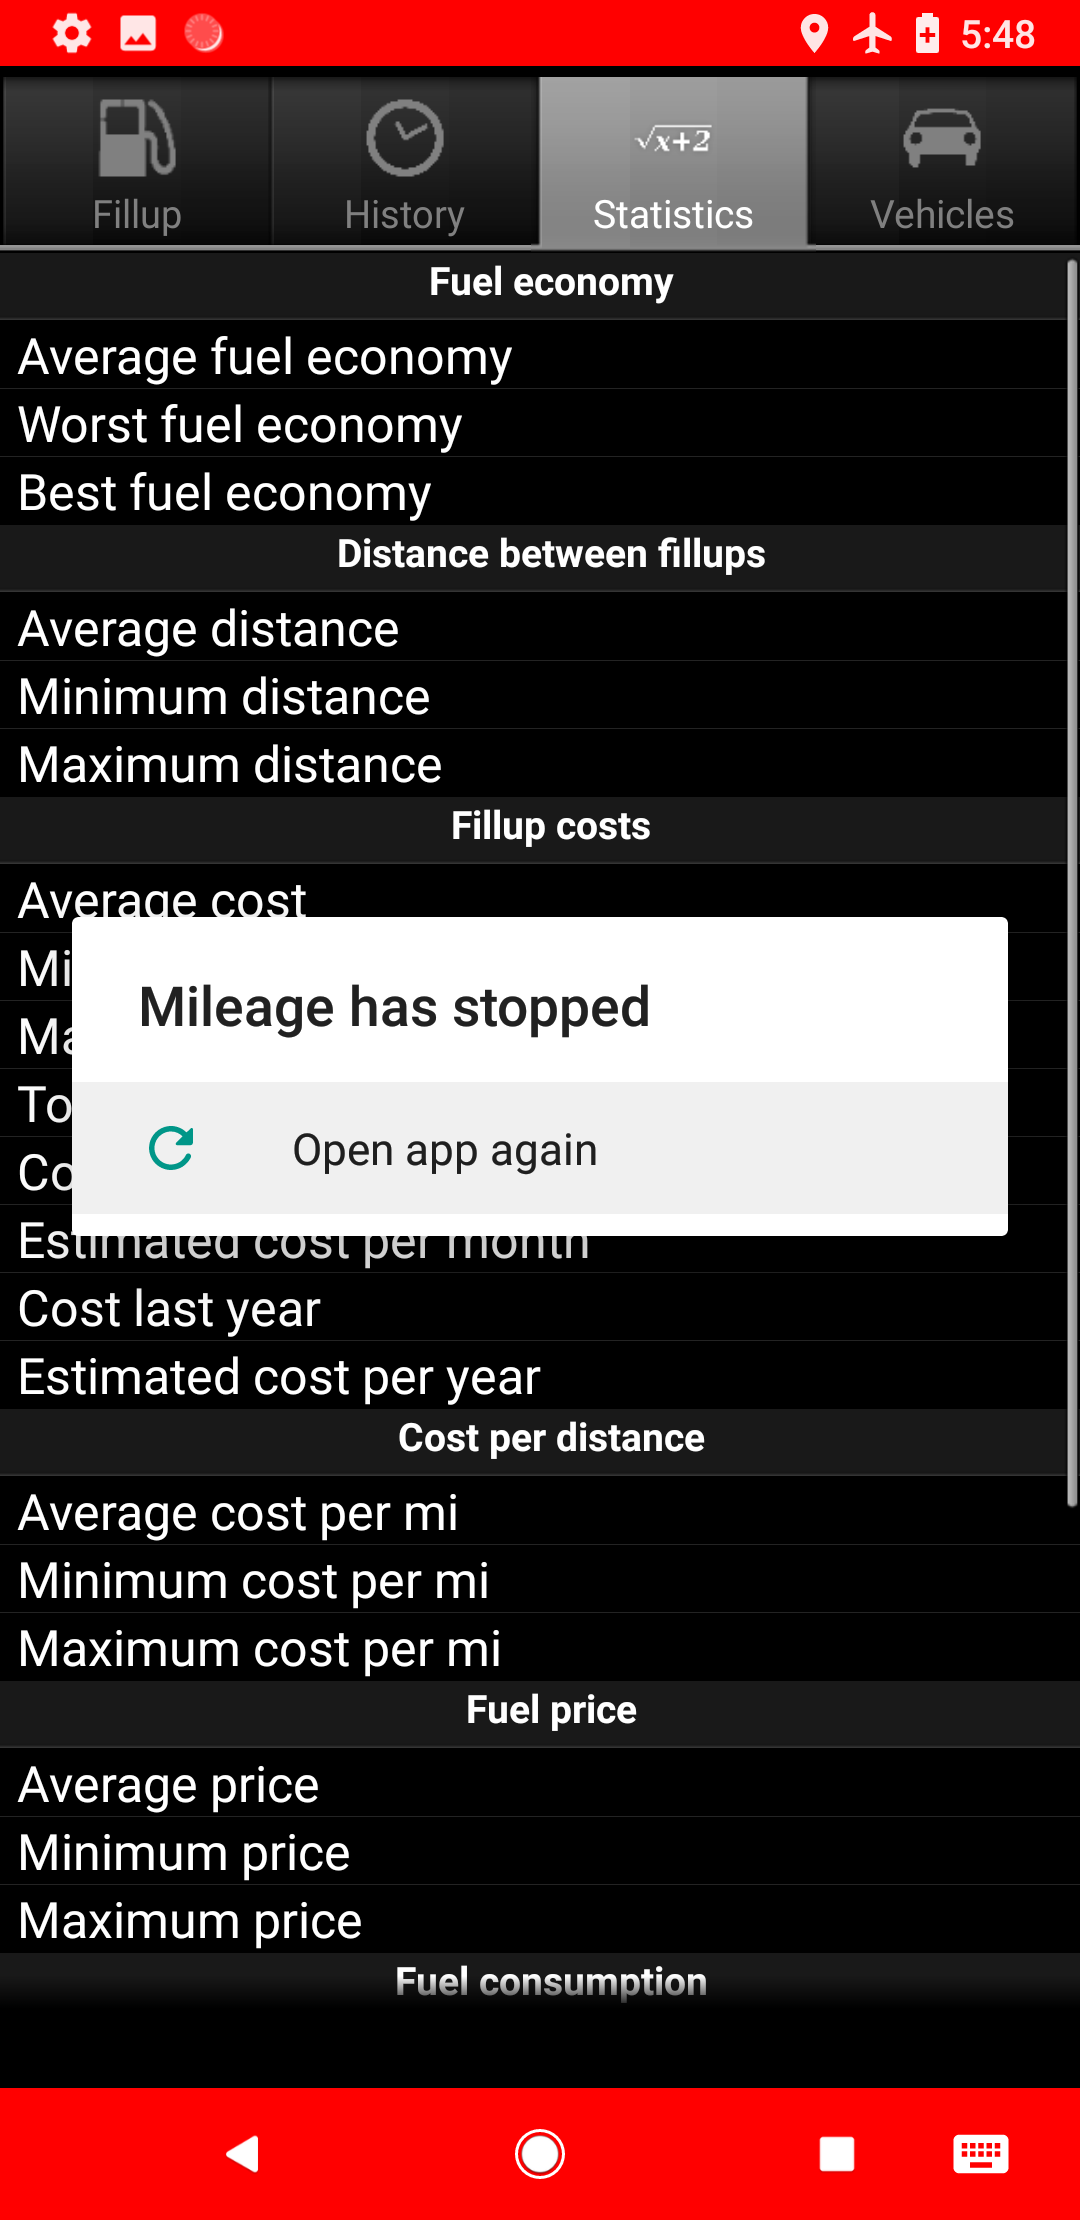 5:48
Fillup
History
√x+2
Statistics
Vehicles
Fuel economy
Average fuel economy
Worst fuel economy
Best fuel economy
Distance between fillups
Average distance
Minimum distance
Maximum distance
Fillup costs
Average cost
Mi
Ma
To
Co
Mileage has stopped
Open app again
Estimated cost per month
Cost last year
Estimated cost per year
Cost per distance
Average cost per mi
Minimum cost per mi
Maximum cost per mi
Fuel price
Average price
Minimum price
Maximum price
Fuel consumption